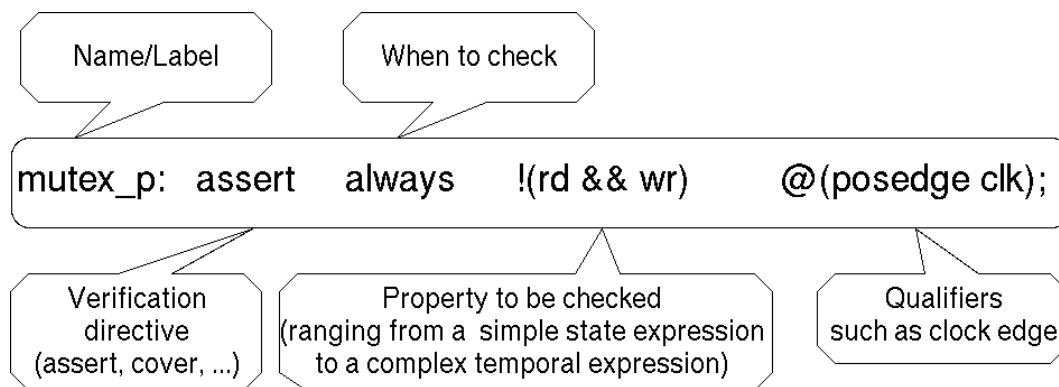 Name/Label
When to check
mutex_p: assert always !(rd && wr) @(posedge clk);
Verification
directive
(assert, cover, ...)
Property to be checked
(ranging from a simple state expression
to a complex temporal expression)
Qualifiers
such as clock edge